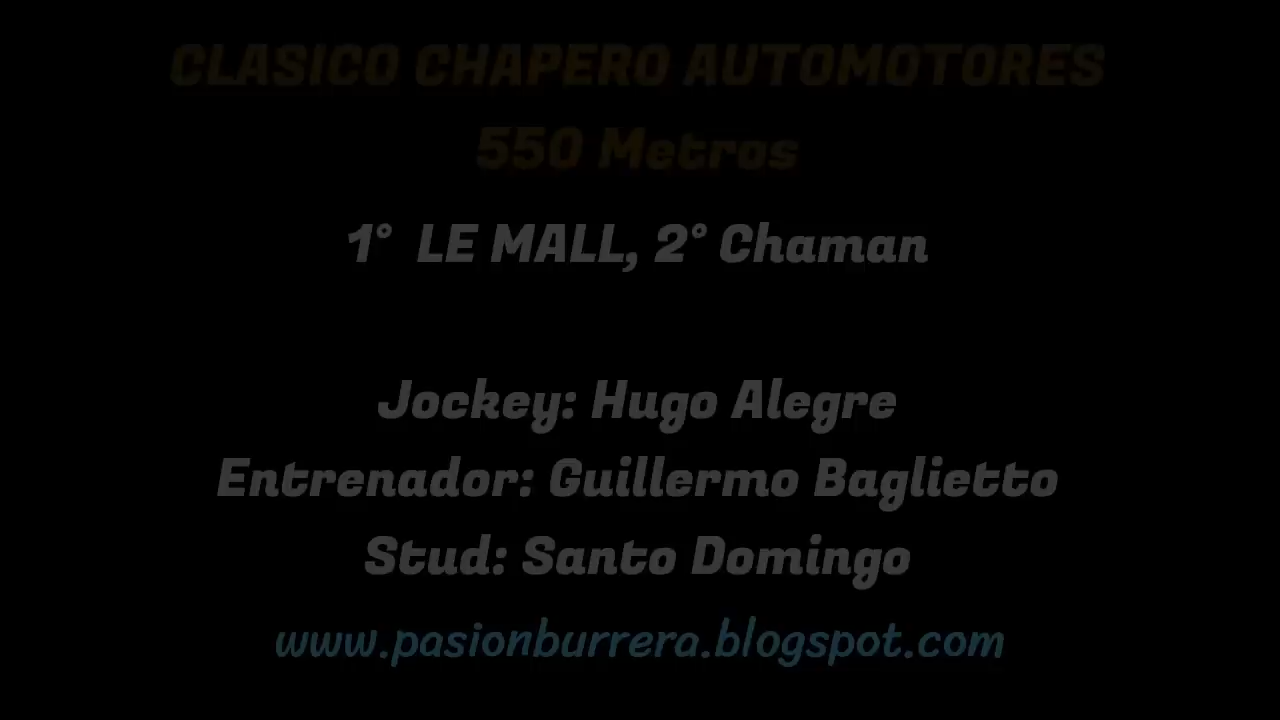 CLASICO CHAPERO AUTOMOTORES
550 Metros
1° LE MALL, 2° Chaman
Jockey: Hugo Alegre
Entrenador: Guillermo Baglietto
Stud: Santo Domingo
www.pasionburrera.blogspot.com